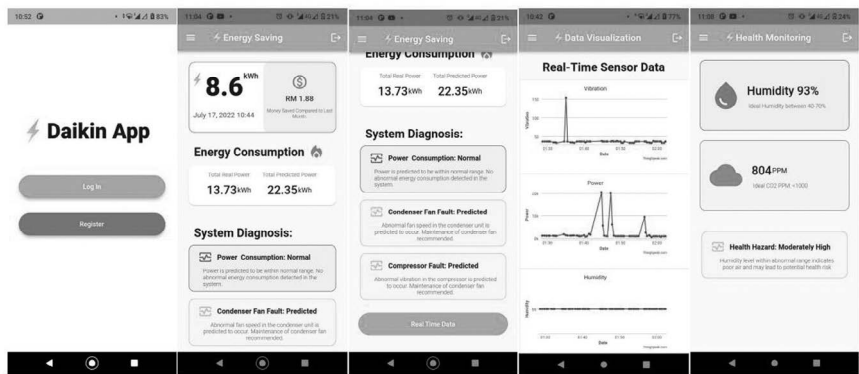 10:52
83%
Daikin App
Log In
Register
11:04
21%
Energy Saving
8.6 kWh
July 17, 2022 10:44
RM 1.88
Money Saved Compared to Last
Month
Energy Consumption
Total Real Power
Total Predicted Power
13.73kWh
22.35kWh
System Diagnosis:
Power Consumption: Normal
Power is predicted to be within normal range. No
abnormal energy consumption detected in the
system.
Condenser Fan Fault: Predicted
Abnormal fan speed in the condenser unit is
predicted to occur. Maintenance of condenser fan
recommended.
11:04
21%
Energy Saving
Energy Consumption
Total Real Power
Total Predicted Power
13.73kWh
22.35kWh
System Diagnosis:
Power Consumption: Normal
Power is predicted to be within normal range. No
abnormal energy consumption detected in the
system.
Condenser Fan Fault: Predicted
Abnormal fan speed in the condenser unit is
predicted to occur. Maintenance of condenser fan
recommended.
Compressor Fault: Predicted
Abnormal vibration in the compressor is predicted
to occur. Maintenance of condenser fan
recommended.
Real Time Data
10:42
77%
Data Visualization
Real-Time Sensor Data
Vibration
Vibration
Date
Power
Power
Date
Humidity
Humidity
Date
11:08
24%
Health Monitoring
Humidity 93%
Ideal Humidity between 40-70%
804 PPM
Ideal CO2 PPM: <1000
Health Hazard: Moderately High
Humidity level within abnormal range indicates
poor air and may lead to potential health risk